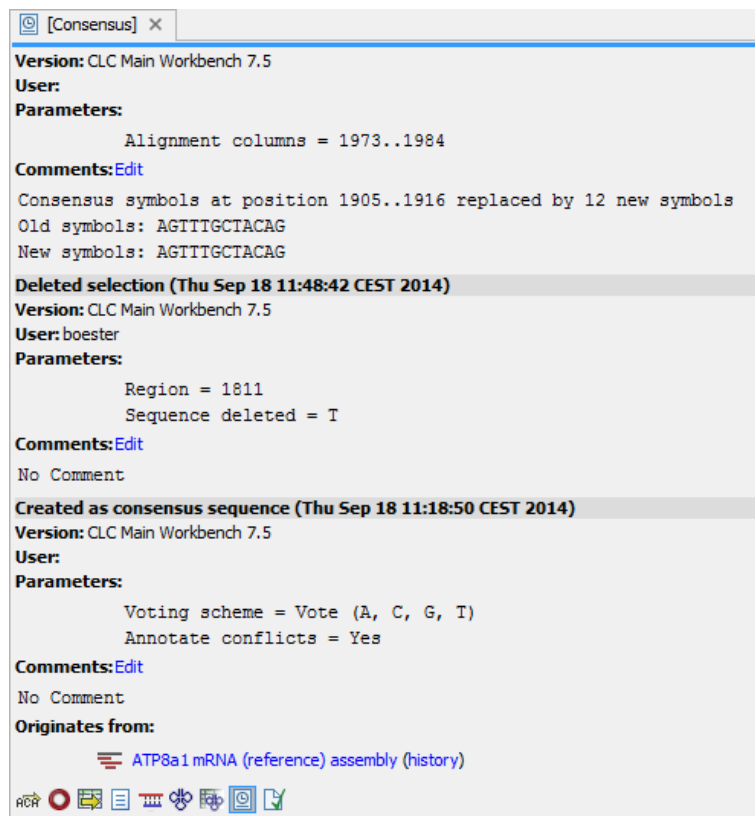 [Consensus]
Version: CLC Main Workbench 7.5
User:
Parameters:
Alignment columns = 1973..1984
Comments:Edit
Consensus symbols at position 1905..1916 replaced by 12 new symbols
Old symbols: AGTTTGCTACAG
New symbols: AGTTTGCTACAG
Deleted selection (Thu Sep 18 11:48:42 CEST 2014)
Version: CLC Main Workbench 7.5
User: boester
Parameters:
Region = 1811
Sequence deleted = T
Comments:Edit
No Comment
Created as consensus sequence (Thu Sep 18 11:18:50 CEST 2014)
Version: CLC Main Workbench 7.5
User:
Parameters:
Voting scheme = Vote (A, C, G, T)
Annotate conflicts = Yes
Comments:Edit
No Comment
Originates from:
ATP8a1 mRNA (reference) assembly (history)